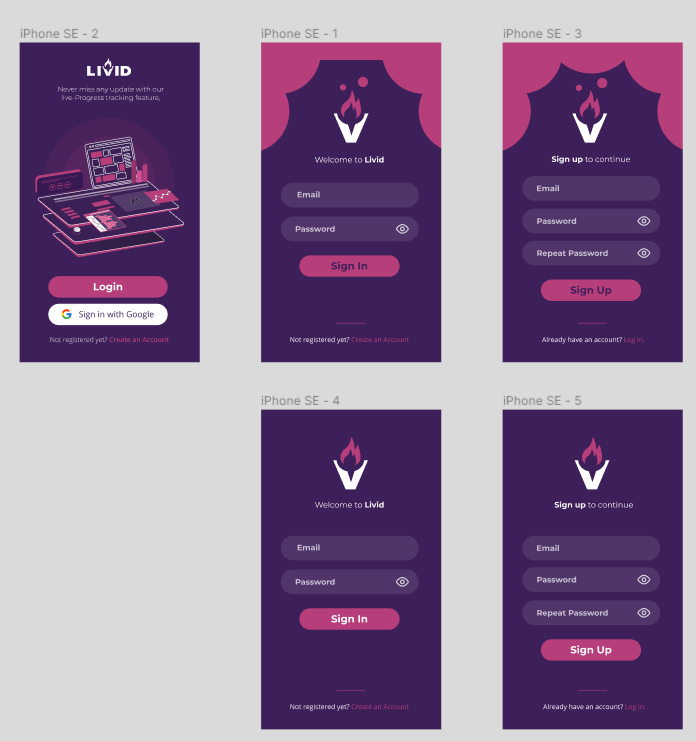 iPhone SE - 2
LIVID
Never miss any update with our
live-Progress tracking feature,
Login
Sign in with Google
Not registered yet? Create an Account
iPhone SE - 1
Welcome to Livid
Email
Password
Sign In
Not registered yet? Create an Account
iPhone SE - 3
Sign up to continue
Email
Password
Repeat Password
Sign Up
Already have an account? Log In.
iPhone SE - 4
Welcome to Livid
Email
Password
Sign In
Not registered yet? Create an Account
iPhone SE - 5
Sign up to continue
Email
Password
Repeat Password
Sign Up
Already have an account? Log In.